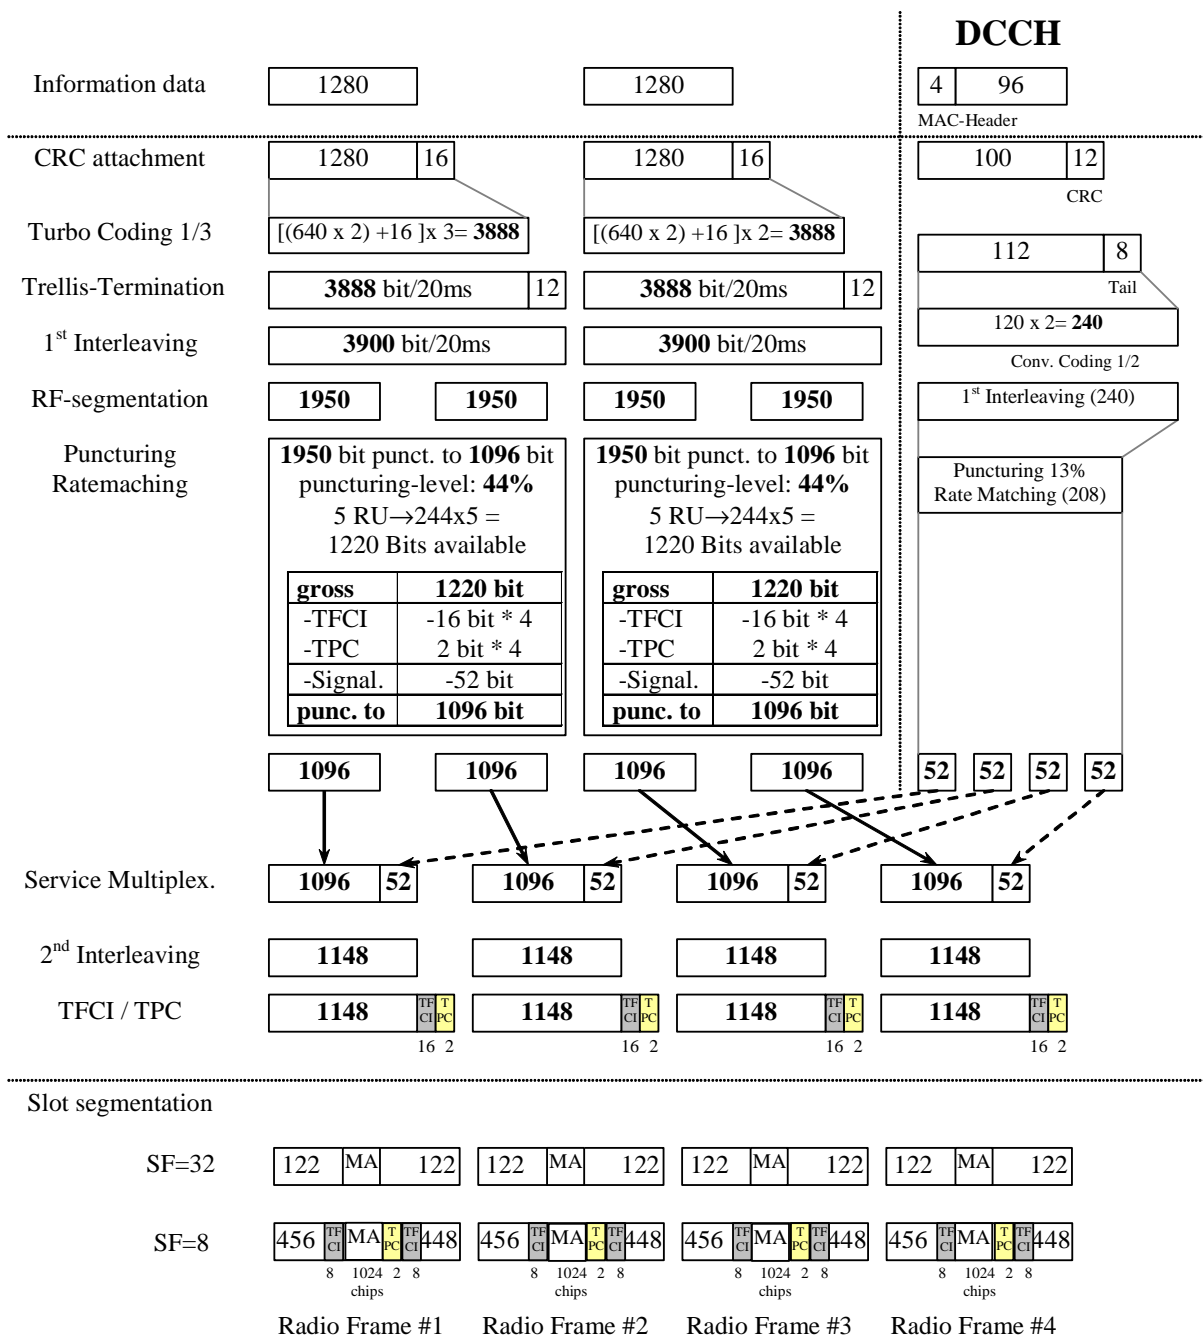 DCCH
Information data 1280 1280 4 96
MAC-Header
CRC attachment 1280 16 1280 16 100 12
CRC
Turbo Coding 1/3 [(640 x 2) +16 ]x 3= 3888 [(640 x 2) +16 ]x 2= 3888
112 8
Tail
Trellis-Termination 3888 bit/20ms 12 3888 bit/20ms 12
120 x 2= 240
Conv. Coding 1/2
1st Interleaving 3900 bit/20ms 3900 bit/20ms
RF-segmentation 1950 1950 1950 1950 1st Interleaving (240)
Puncturing
Ratemaching
1950 bit punct. to 1096 bit
puncturing-level: 44%
5 RU→244x5 =
1220 Bits available
gross 1220 bit
-TFCI -16 bit * 4
-TPC 2 bit * 4
-Signal. -52 bit
punc. to 1096 bit
1950 bit punct. to 1096 bit
puncturing-level: 44%
5 RU→244x5 =
1220 Bits available
gross 1220 bit
-TFCI -16 bit * 4
-TPC 2 bit * 4
-Signal. -52 bit
punc. to 1096 bit
Puncturing 13%
Rate Matching (208)
1096 1096 1096 1096 52 52 52 52
Service Multiplex. 1096 52 1096 52 1096 52 1096 52
2nd Interleaving 1148 1148 1148 1148
TFCI / TPC 1148 TF CI T PC 1148 TF CI T PC 1148 TF CI T PC 1148 TF CI T PC
16 2 16 2 16 2 16 2
Slot segmentation
SF=32 122 MA 122 122 MA 122 122 MA 122 122 MA 122
SF=8 456 TF CI MA T PC TF CI 448 456 TF CI MA T PC TF CI 448 456 TF CI MA T PC TF CI 448 456 TF CI MA T PC TF CI 448
8 1024 2 8 8 1024 2 8 8 1024 2 8 8 1024 2 8
chips chips chips chips
Radio Frame #1 Radio Frame #2 Radio Frame #3 Radio Frame #4